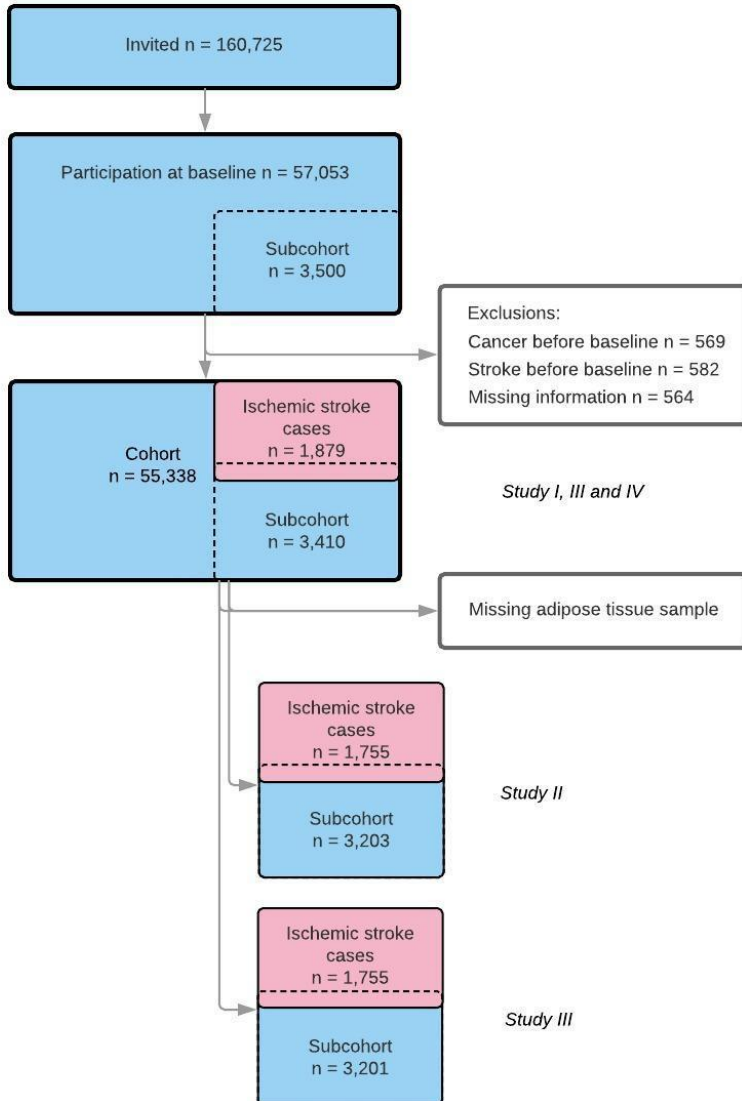 Invited n = 160,725
Participation at baseline n = 57,053
Subcohort
n = 3,500
Exclusions:
Cancer before baseline n = 569
Stroke before baseline n = 582
Missing information n = 564
Ischemic stroke
cases
n = 1,879
Cohort
n = 55,338
Subcohort
n = 3,410
Study I, III and IV
Missing adipose tissue sample
Ischemic stroke
cases
n = 1,755
Subcohort
n = 3,203
Study II
Ischemic stroke
cases
n = 1,755
Subcohort
n = 3,201
Study III